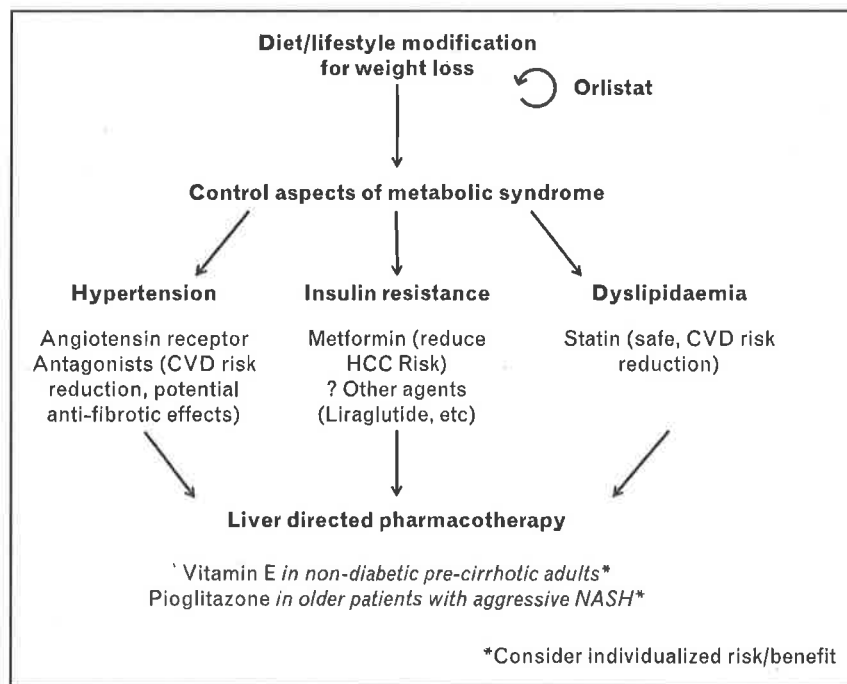 Diet/lifestyle modification
for weight loss
Orlistat
Control aspects of metabolic syndrome
Hypertension
Angiotensin receptor
Antagonists (CVD risk
reduction, potential
anti-fibrotic effects)
Insulin resistance
Metformin (reduce
HCC Risk)
? Other agents
(Liraglutide, etc)
Dyslipidaemia
Statin (safe, CVD risk
reduction)
Liver directed pharmacotherapy
Vitamin E in non-diabetic pre-cirrhotic adults*
Pioglitazone in older patients with aggressive NASH*
*Consider individualized risk/benefit